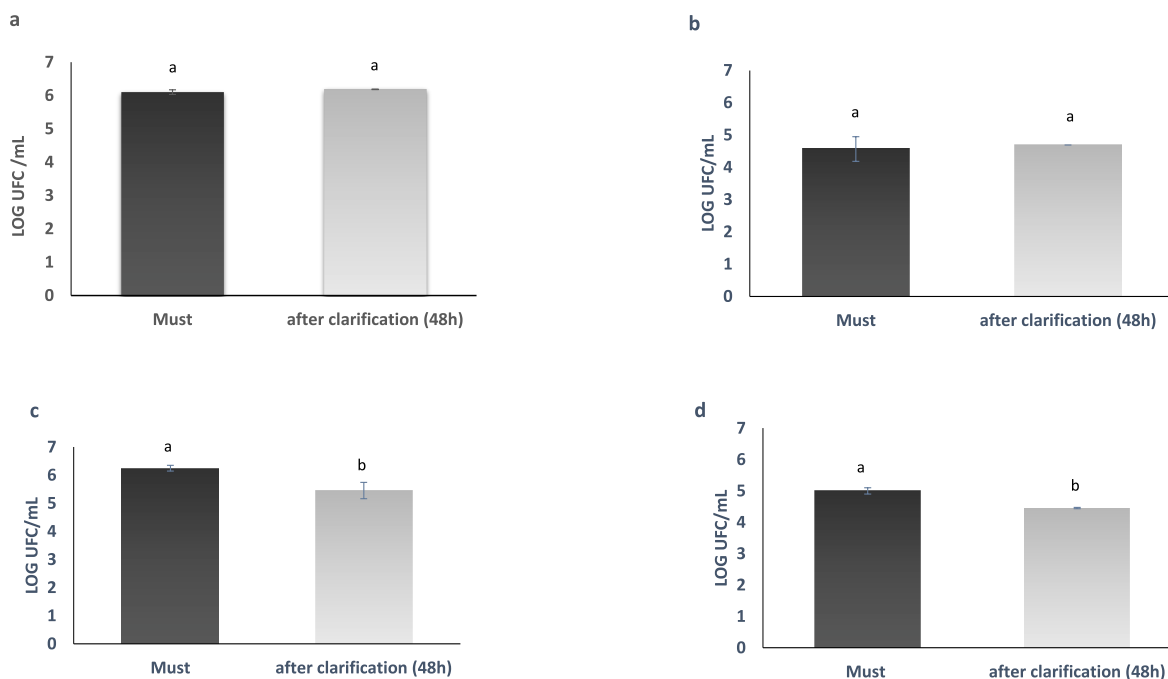 a
LOG UFC /mL
7
6
5
4
3
2
1
0
a
a
Must
after clarification (48h)
b
LOG UFC/mL
7
6
5
4
3
2
1
0
a
a
Must
after clarification (48h)
c
LOG UFC/mL
7
6
5
4
3
2
1
0
a
b
Must
after clarification (48h)
d
LOG UFC/mL
7
6
5
4
3
2
1
0
a
b
Must
after clarification (48h)